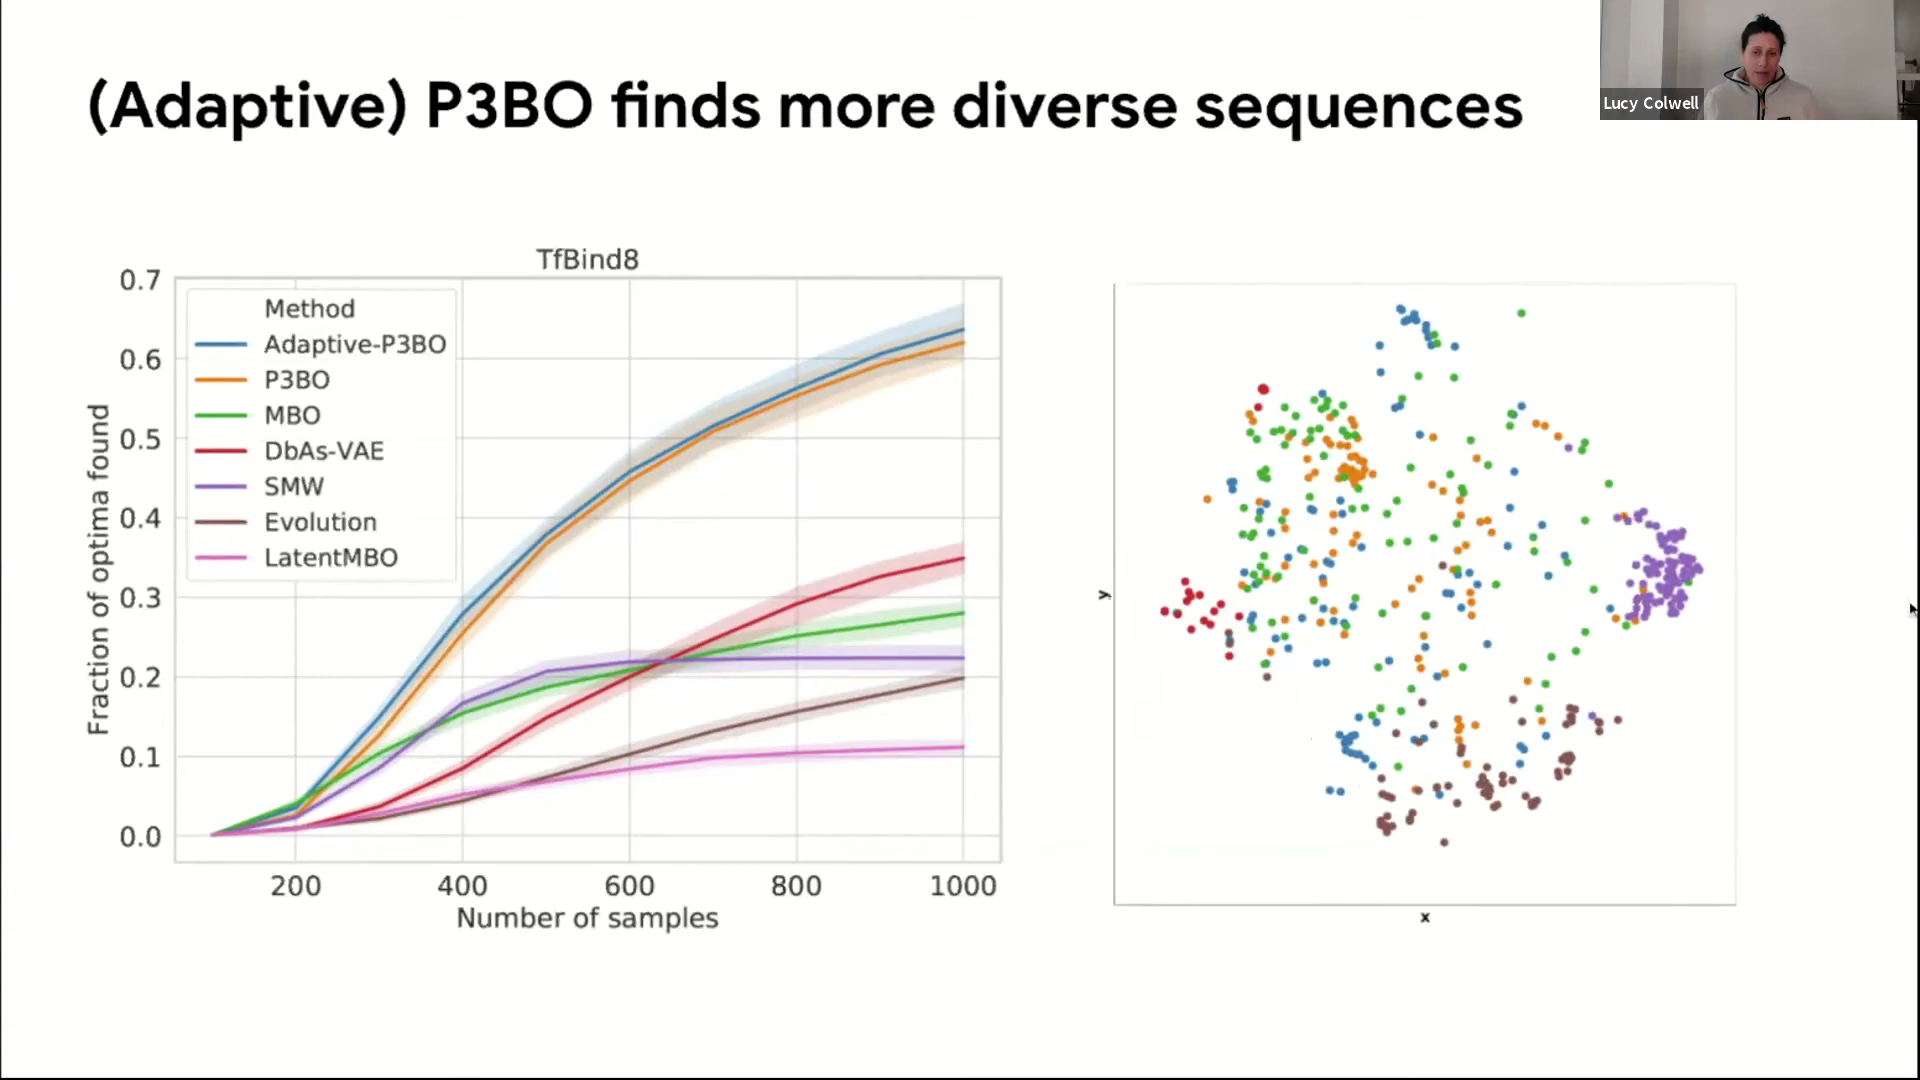 (Adaptive) P3BO finds more diverse sequences
Lucy Colwell
TfBind8
Fraction of optima found
0.7
0.6
0.5
0.4
0.3
0.2
0.1
0.0
Method
Adaptive-P3BO
P3BO
MBO
DbAs-VAE
SMW
Evolution
LatentMBO
200 400 600 800 1000
Number of samples
y
x